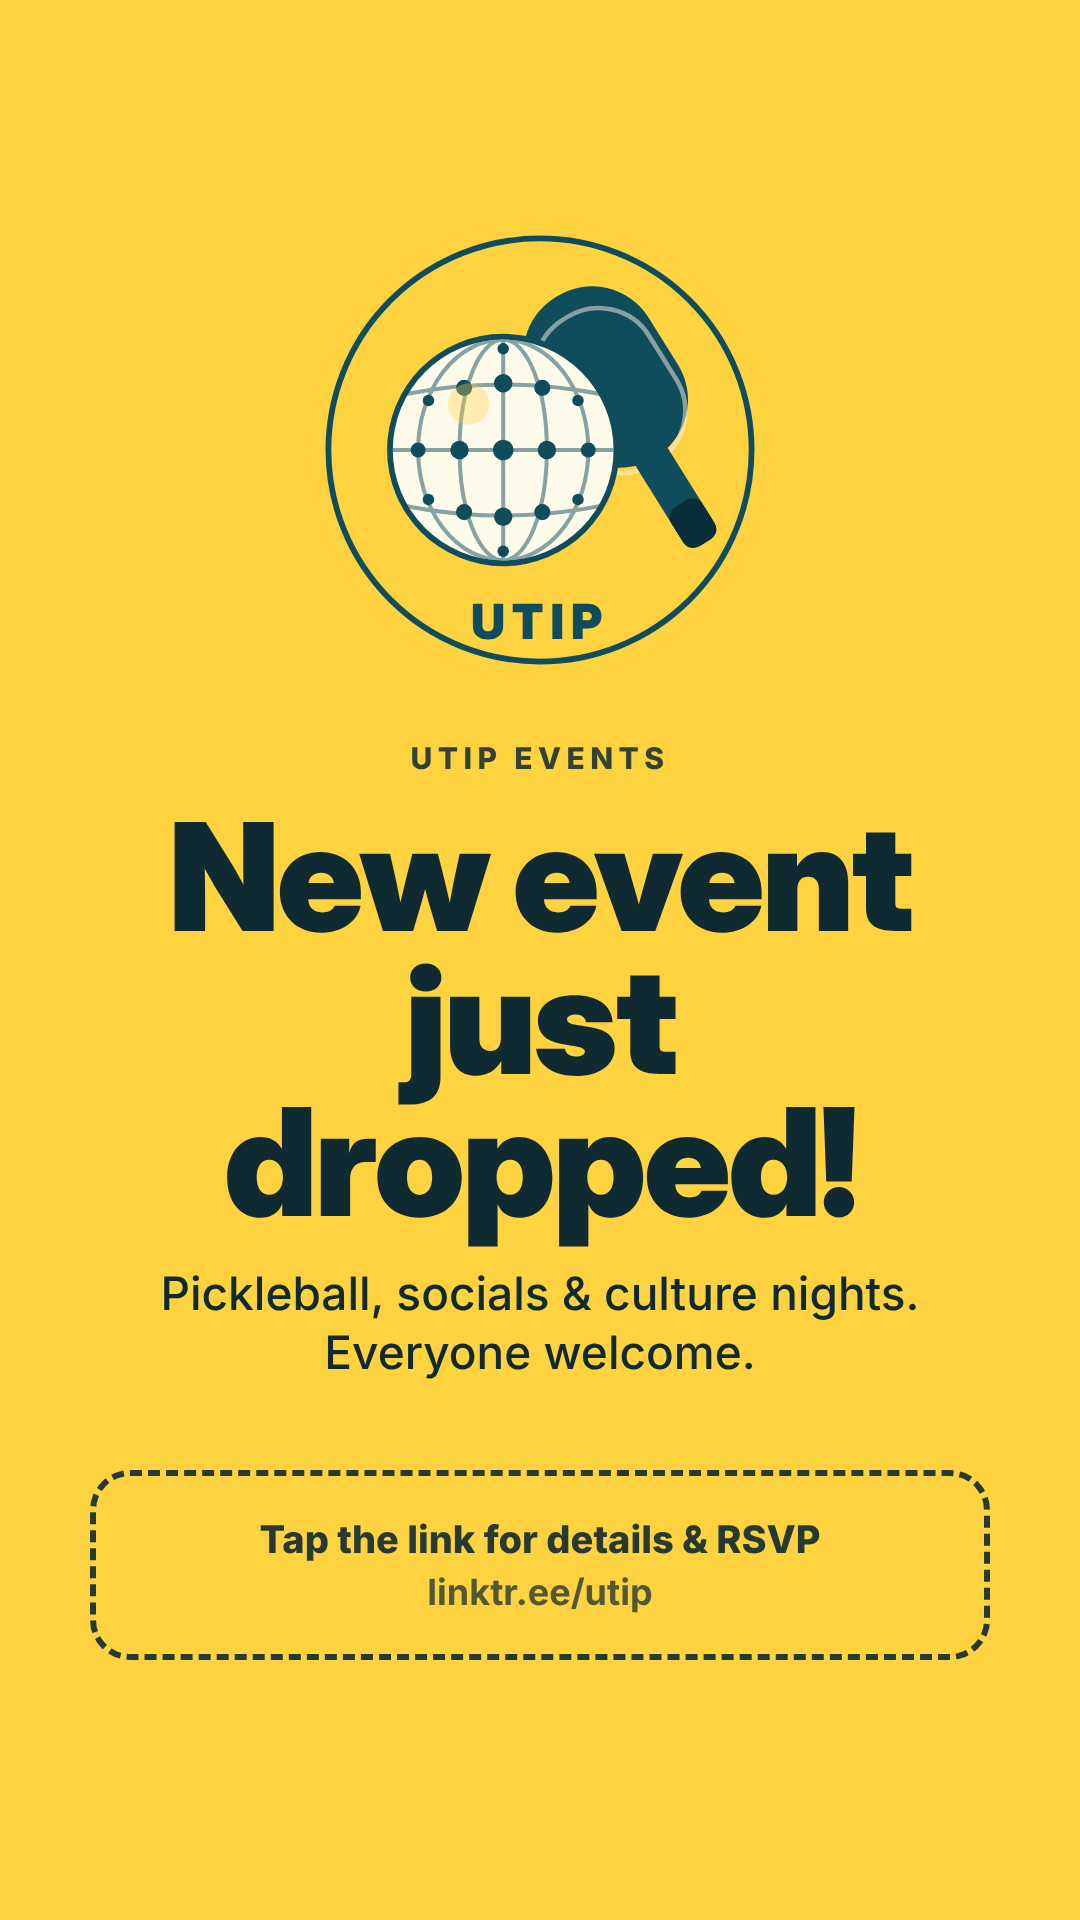 UTIP
UTIP EVENTS
New event
just
dropped!
Pickleball, socials & culture nights.
Everyone welcome.
Tap the link for details & RSVP
linktr.ee/utip